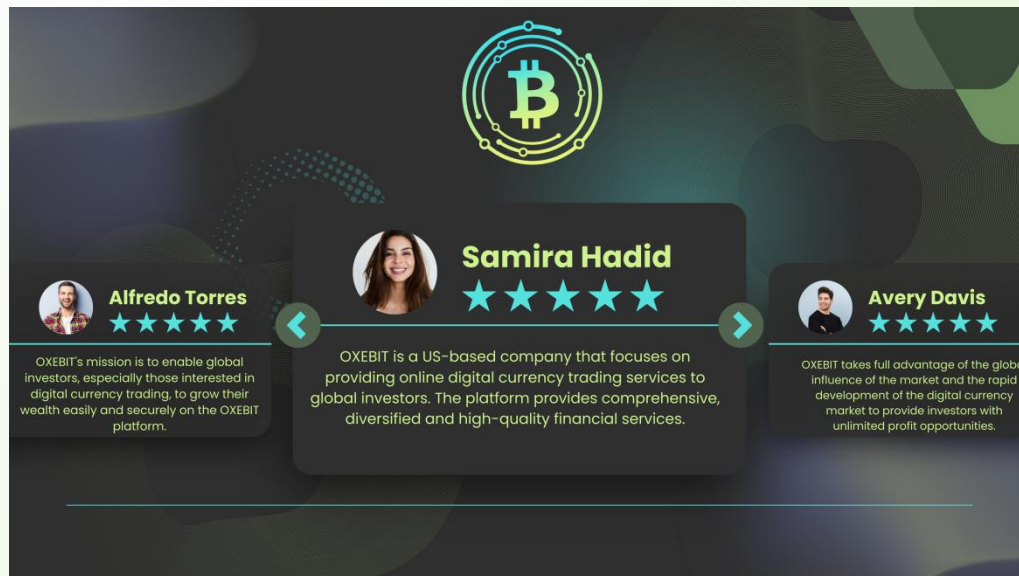 Samira Hadid
OXEBIT is a US-based company that focuses on
providing online digital currency trading services to
global investors. The platform provides comprehensive,
diversified and high-quality financial services.
Alfredo Torres
OXEBIT's mission is to enable global
investors, especially those interested in
digital currency trading, to grow their
wealth easily and securely on the OXEBIT
platform.
Avery Davis
OXEBIT takes full advantage of the
influence of the market and the rapid
development of the digital currency
market to provide investors with
unlimited profit opportunities.